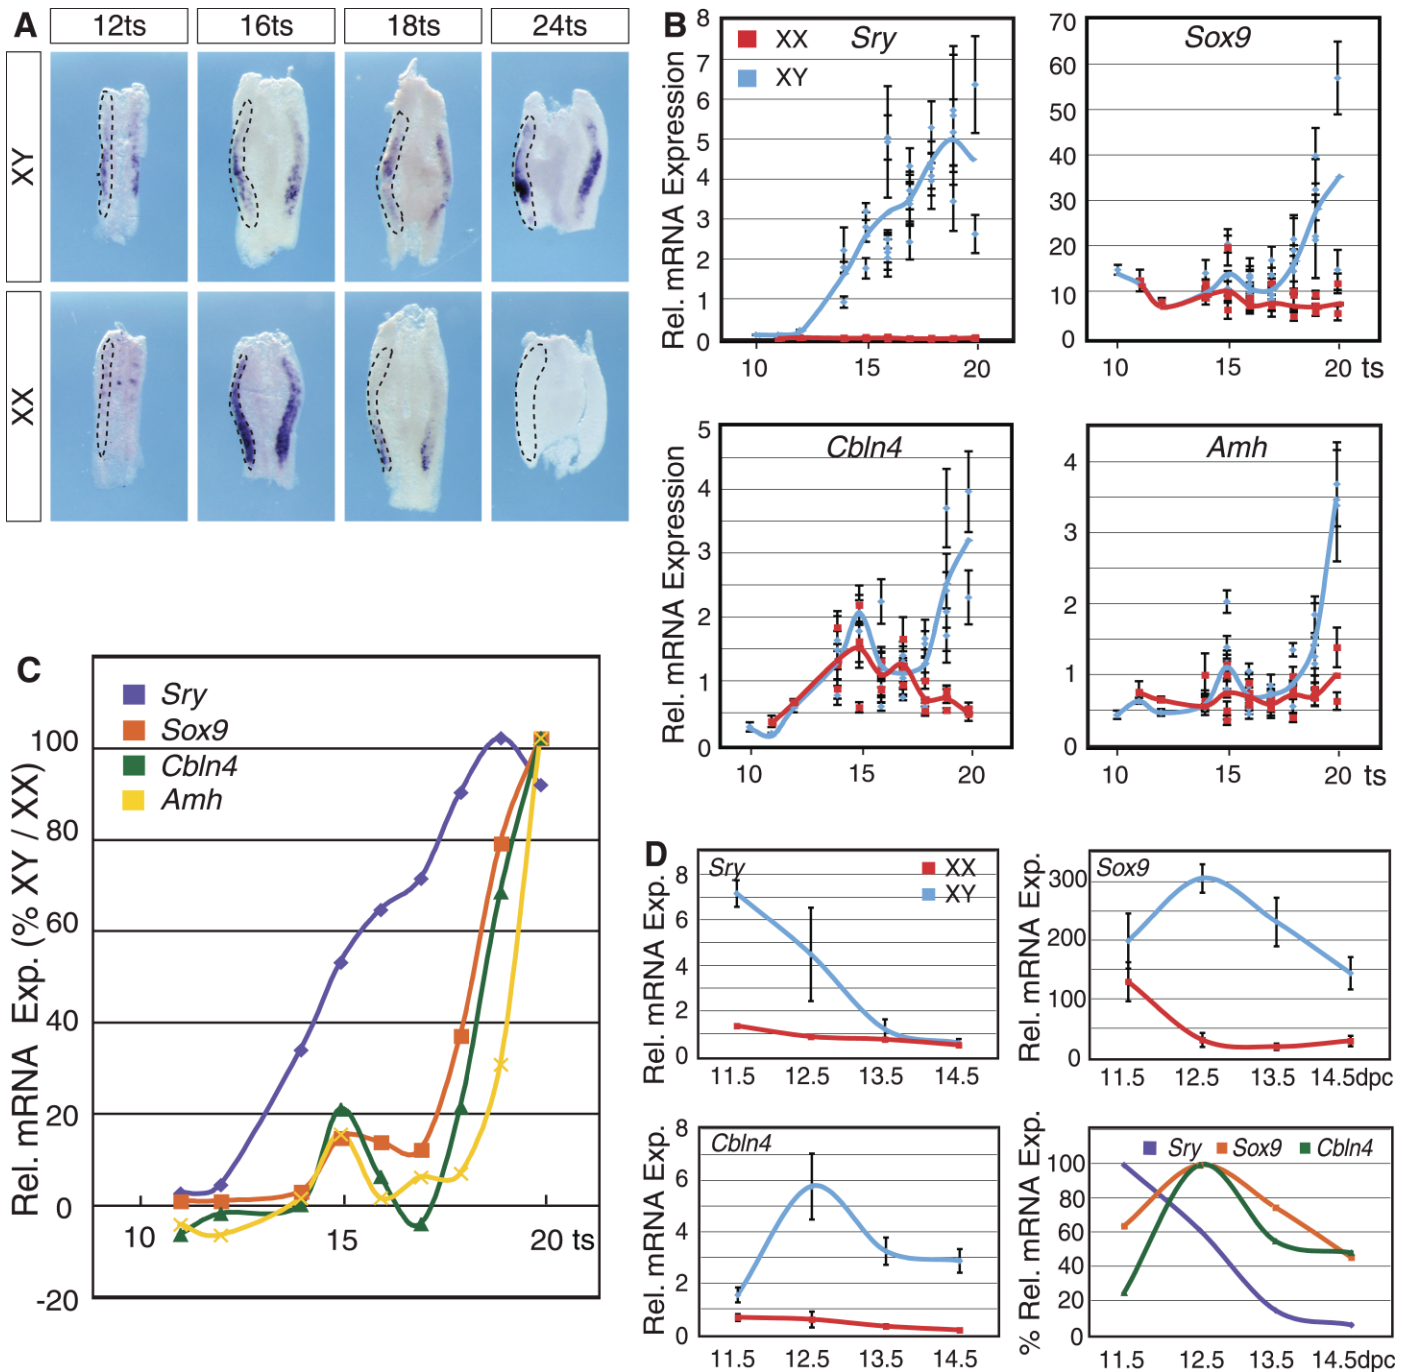 A
12ts
16ts
18ts
24ts
XY
XX
B
Rel. mRNA Expression
8
7
6
5
4
3
2
1
0
XX
XY
Sry
10
15
20
Sox9
70
60
50
40
30
20
10
0
10
15
20 ts
Rel. mRNA Expression
Cbln4
5
4
3
2
1
0
10
15
20
Amh
4
3
2
1
0
10
15
20 ts
C
Rel. mRNA Exp. (% XY / XX)
Sry
Sox9
Cbln4
Amh
100
80
60
40
20
0
-20
10
15
20 ts
D
Rel. mRNA Exp.
Sry
XX
XY
8
6
4
2
0
11.5
12.5
13.5
14.5
Rel. mRNA Exp.
Sox9
300
200
100
0
11.5
12.5
13.5
14.5dpc
Rel. mRNA Exp.
Cbln4
8
6
4
2
0
11.5
12.5
13.5
14.5
% Rel. mRNA Exp.
Sry
Sox9
Cbln4
100
80
60
40
20
0
11.5
12.5
13.5
14.5dpc